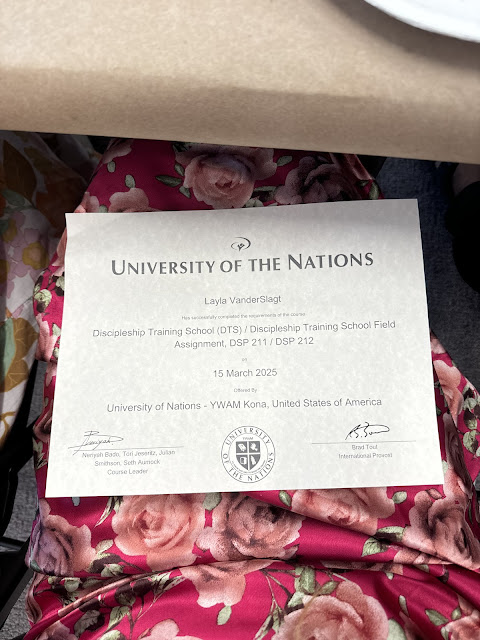 UNIVERSITY OF THE NATIONS
Layla VanderSlagt
Has successfully completed the requirements of the course
Discipleship Training School (DTS) / Discipleship Training School Field
Assignment, DSP 211 / DSP 212
on
15 March 2025
Offered By
University of Nations - YWAM Kona, United States of America
Neriyah Bado, Tori Jeseritz, Julian
Smithson, Seth Aumock
Course Leader
UNIVERSITY OF THE NATIONS
YWAM
Brad Tout
International Provost